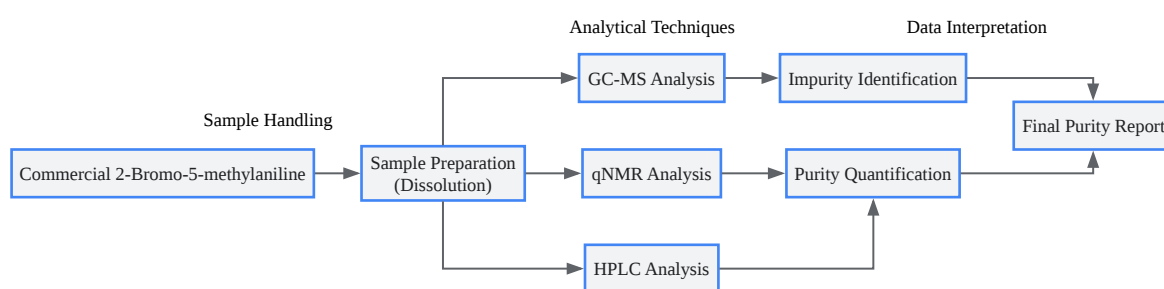 Analytical Techniques
Data Interpretation
GC-MS Analysis
Impurity Identification
Sample Handling
Final Purity Report
Commercial 2-Bromo-5-methylaniline
Sample Preparation
(Dissolution)
qNMR Analysis
Purity Quantification
HPLC Analysis